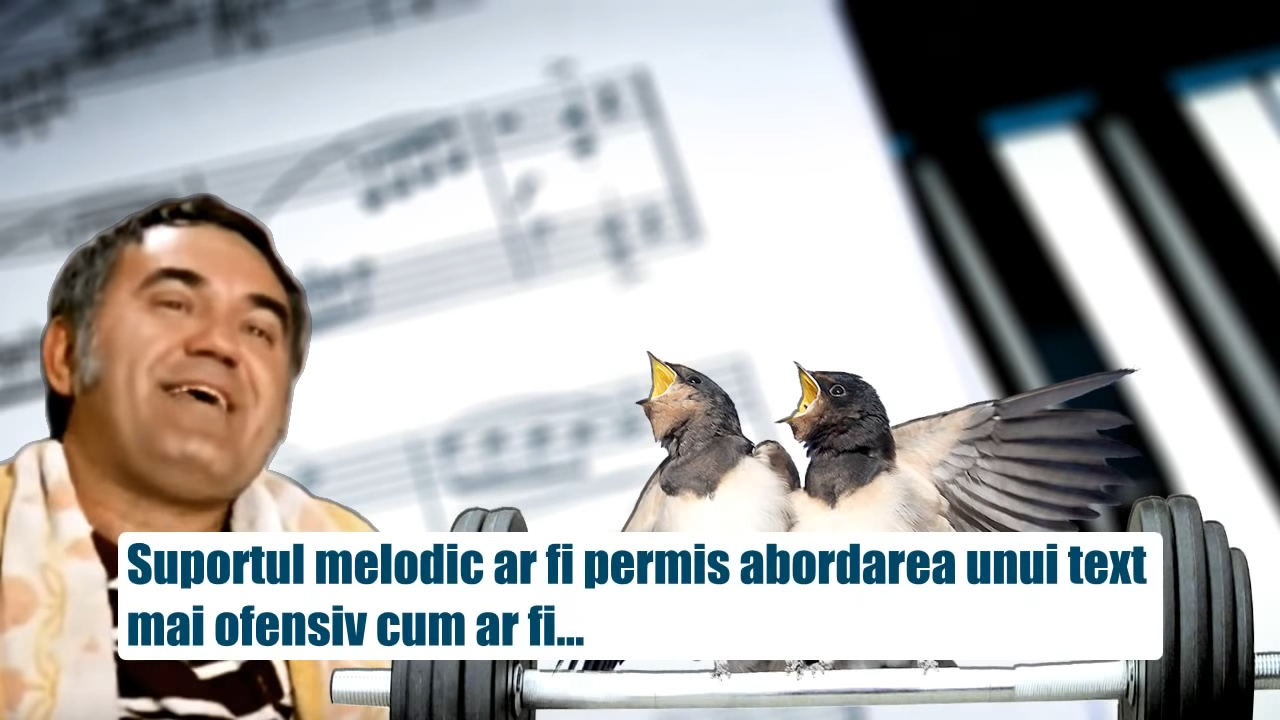 Suportul melodic ar fi permis abordarea unui text
mai ofensiv cum ar fi...